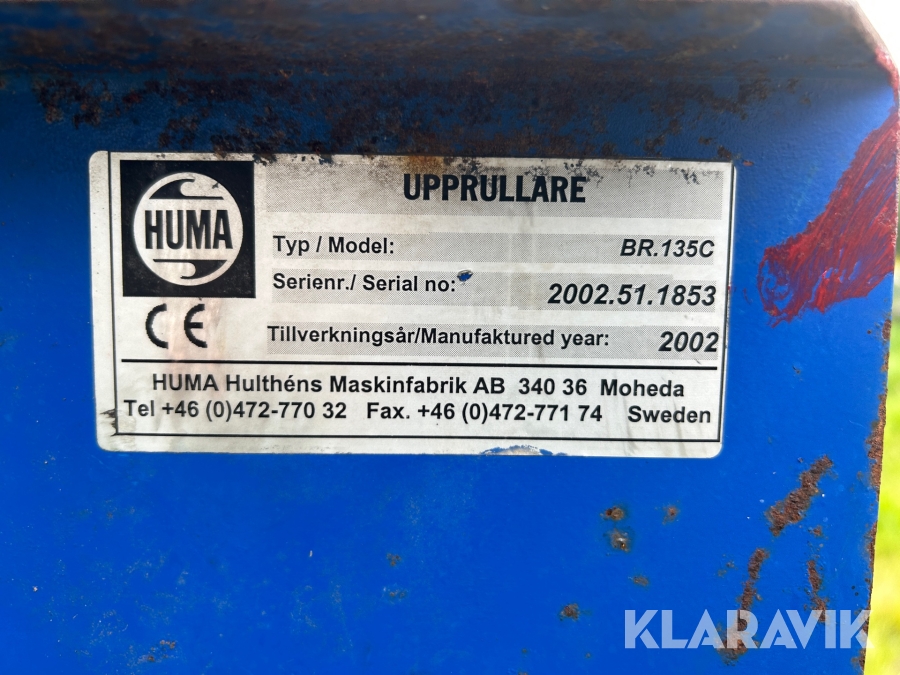 UPPRULLARE
HUMA
Typ / Model: BR.135C
Serienr./ Serial no: 2002.51.1853
CE
Tillverkningsår/Manufaktured year: 2002
HUMA Hulthéns Maskinfabrik AB 340 36 Moheda
Tel +46 (0)472-770 32 Fax. +46 (0)472-771 74 Sweden
KLARAVIK